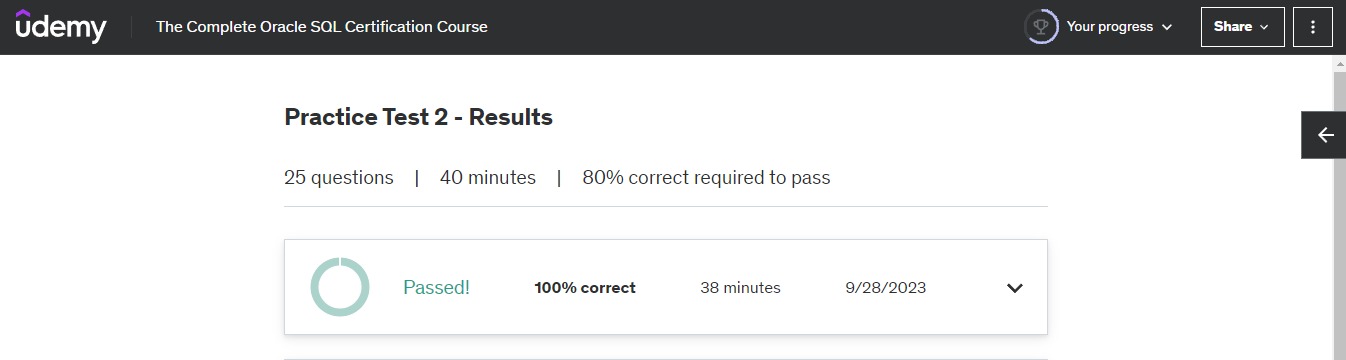 udemy The Complete Oracle SQL Certification Course Your progress Share
Practice Test 2 - Results
25 questions | 40 minutes | 80% correct required to pass
Passed! 100% correct 38 minutes 9/28/2023